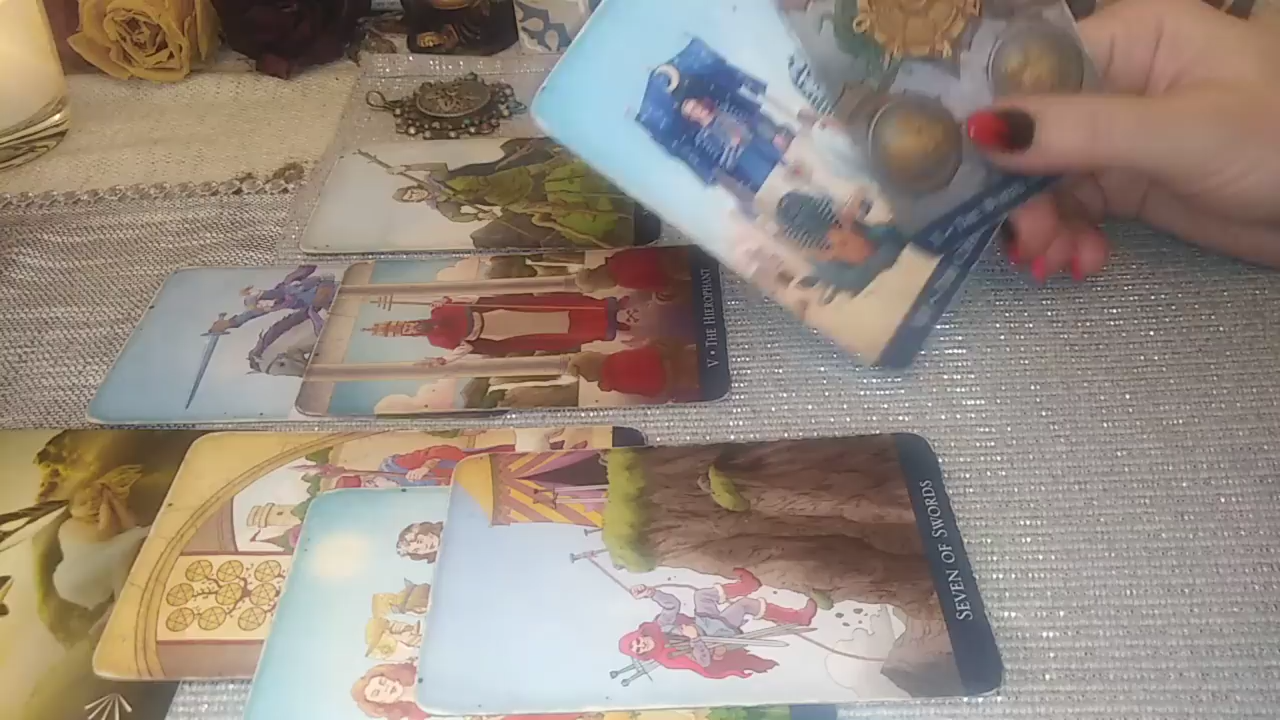 V • THE HIEROPHANT
SEVEN OF SWORDS